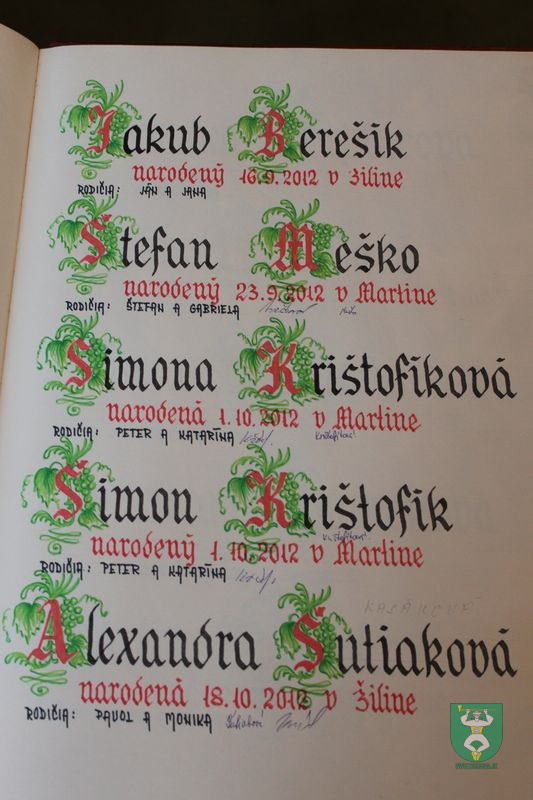 Jakub Berešík
narodený 16.9.2012 v Žiline
RODIČIA: JÁN A JANA
Štefan Meško
narodený 23.9.2012 v Martine
RODIČIA: ŠTEFAN A GABRIELA
Simona Krištofíková
narodená 1.10.2012 v Martine
RODIČIA: PETER A KATARÍNA
Šimon Krištofík
narodený 1.10.2012 v Martine
RODIČIA: PETER A KATARÍNA
Alexandra Šutiaková
narodená 18.10.2012 v Žiline
RODIČIA: PAVOL A MONIKA